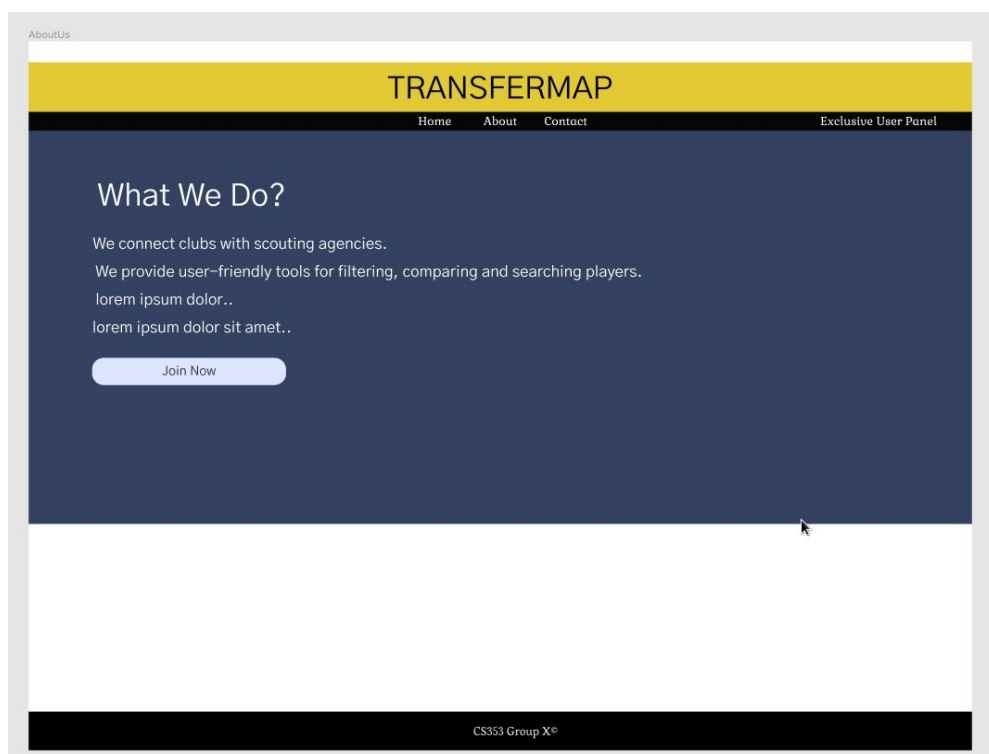 AboutUs
TRANSFERMAP
Home About Contact Exclusive User Panel
What We Do?
We connect clubs with scouting agencies.
We provide user-friendly tools for filtering, comparing and searching players.
lorem ipsum dolor..
lorem ipsum dolor sit amet..
Join Now
CS353 Group X©